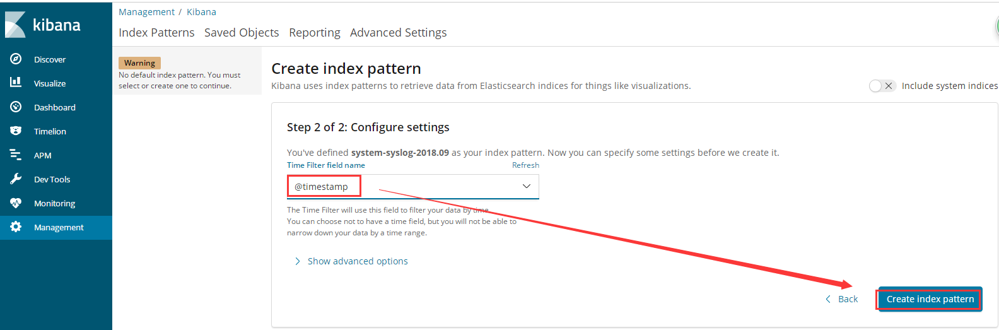 kibana
Discover
Visualize
Dashboard
Timelion
APM
Dev Tools
Monitoring
Management
Management / Kibana
Index Patterns Saved Objects Reporting Advanced Settings
Warning
No default index pattern. You must
select or create one to continue.
Create index pattern
Kibana uses index patterns to retrieve data from Elasticsearch indices for things like visualizations.
Include system indices
Step 2 of 2: Configure settings
You've defined system-syslog-2018.09 as your index pattern. Now you can specify some settings before we create it.
Time Filter field name Refresh
@timestamp
The Time Filter will use this field to filter your data by time.
You can choose not to have a time field, but you will not be able to
narrow down your data by a time range.
Show advanced options
Back Create index pattern